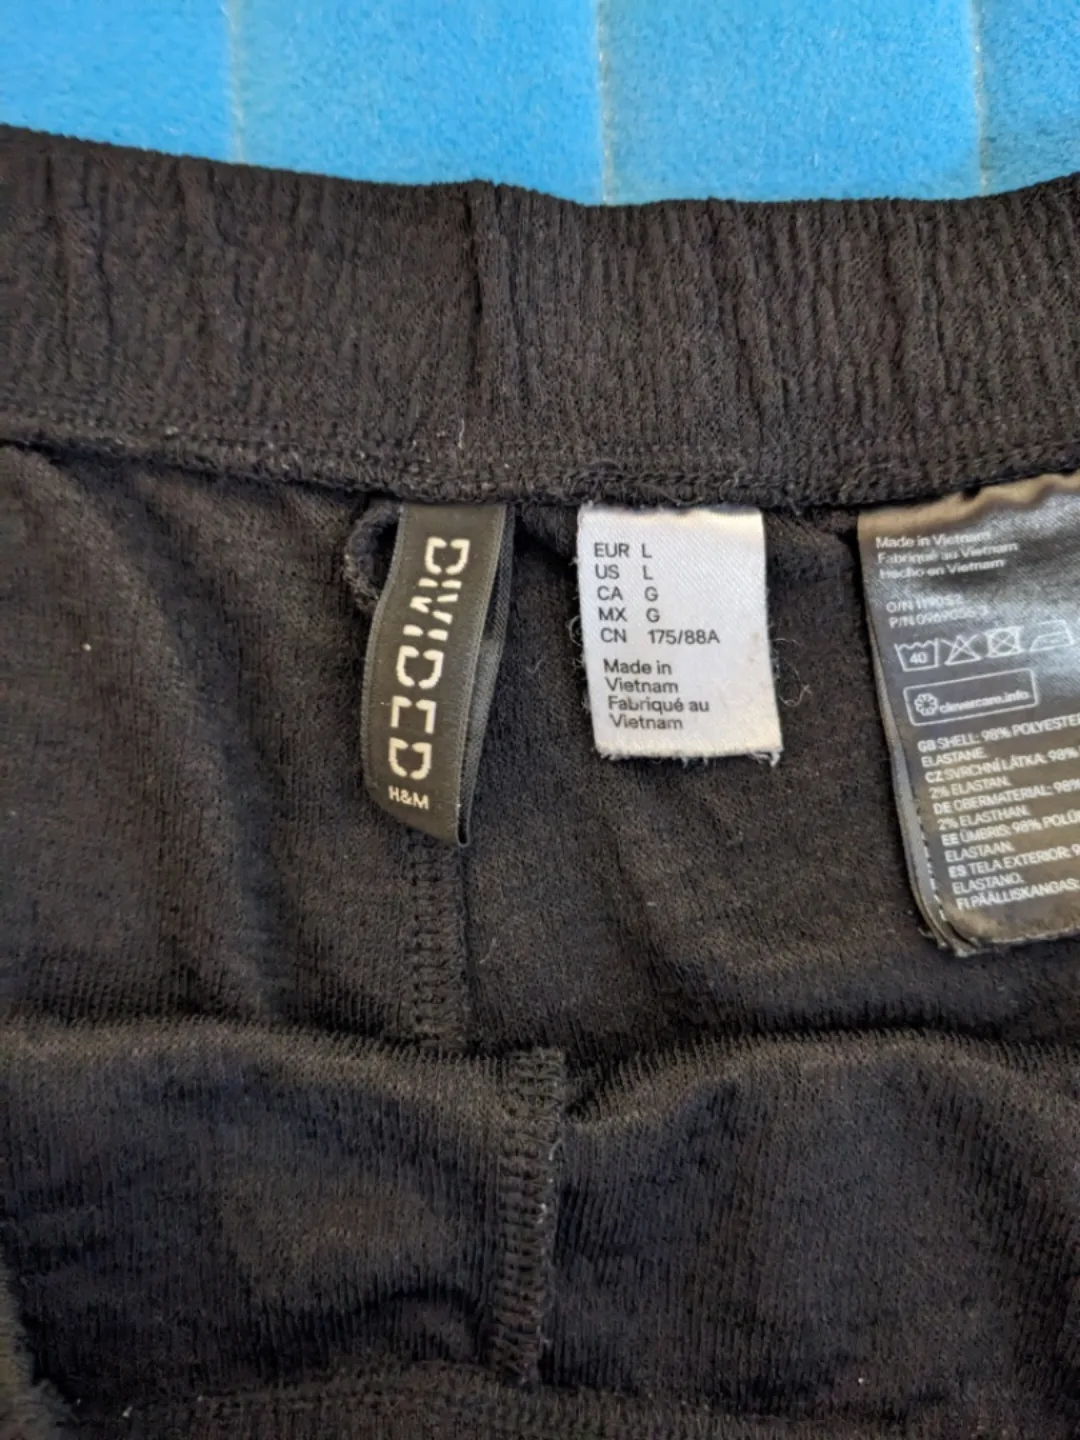 DIVIDED
H&M
EUR L
US L
CA G
MX G
CN 175/88A
Made in
Vietnam
Fabriqué au
Vietnam
Made in Vietnam
Fabriqué au Vietnam
Hecho en Vietnam
O/N
P/N
40
clevercare.info
GB SHELL: 98% POLYESTER
ELASTANE.
CZ SVRCHNÍ LÁTKA: 98%
2% ELASTAN.
DE OBERMATERIAL: 98%
2% ELASTHAN.
EE ÜMBRIS: 98%
ELASTAAN.
ES TELA EXTERIOR:
ELASTANO.
FI PÄÄLLISKANGAS: